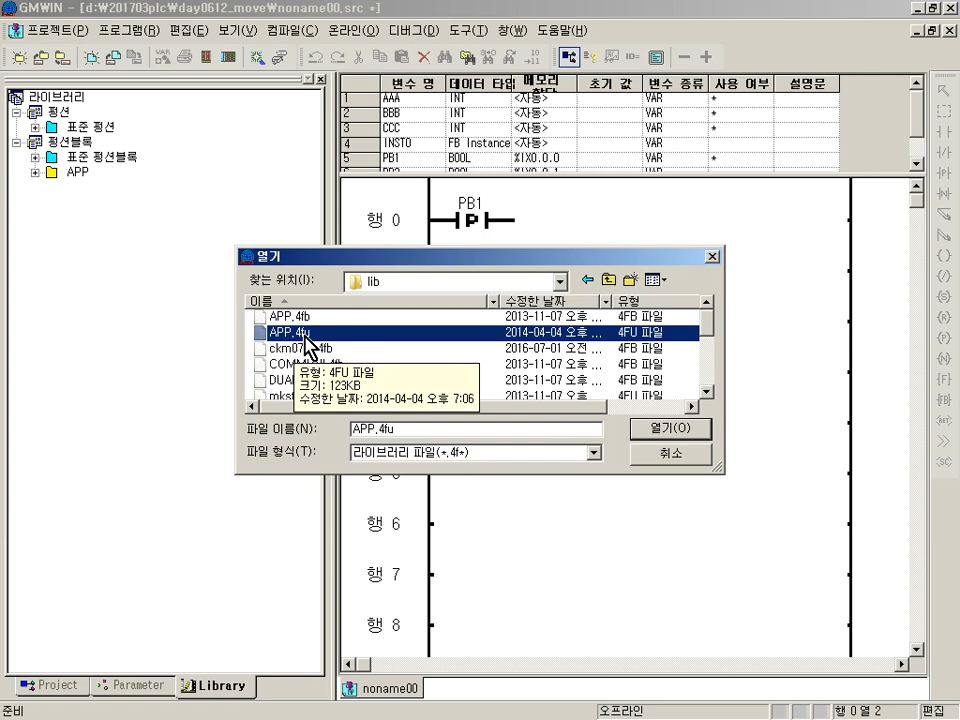 GMWIN - [d:\201703plc\day0612_move\noname00.src *]
프로젝트(P) 프로그램(R) 편집(E) 보기(V) 컴파일(C) 온라인(O) 디버그(D) 도구(T) 창(W) 도움말(H)
라이브러리
펑션
표준 펑션
펑션블록
표준 펑션블록
APP
변수 명 데이터 타입 메모리 초기 값 변수 종류 사용 여부 설명문
1 AAA INT <자동> VAR *
2 BBB INT <자동> VAR *
3 CCC INT <자동> VAR *
4 INST0 FB Instance <자동> VAR
5 PB1 BOOL %IX0.0.0 VAR *
PB1
행 0 P
열기
찾는 위치(I): lib
이름 수정한 날짜 유형
APP.4fb 2013-11-07 오후 ... 4FB 파일
APP.4fu 2014-04-04 오후 ... 4FU 파일
2016-07-01 오전 ... 4FB 파일
2013-11-07 오후 ... 4FB 파일
2013-11-07 오후 ... 4FB 파일
2013-11-07 오후 ... 4FU 파일
유형: 4FU 파일
크기: 123KB
수정한 날짜: 2014-04-04 오후 7:06
파일 이름(N): APP.4fu 열기(O)
파일 형식(T): 라이브러리 파일(*.4f*) 취소
행 6
행 7
행 8
Project Parameter Library
noname00
준비 오프라인 행 0 열 2 편집